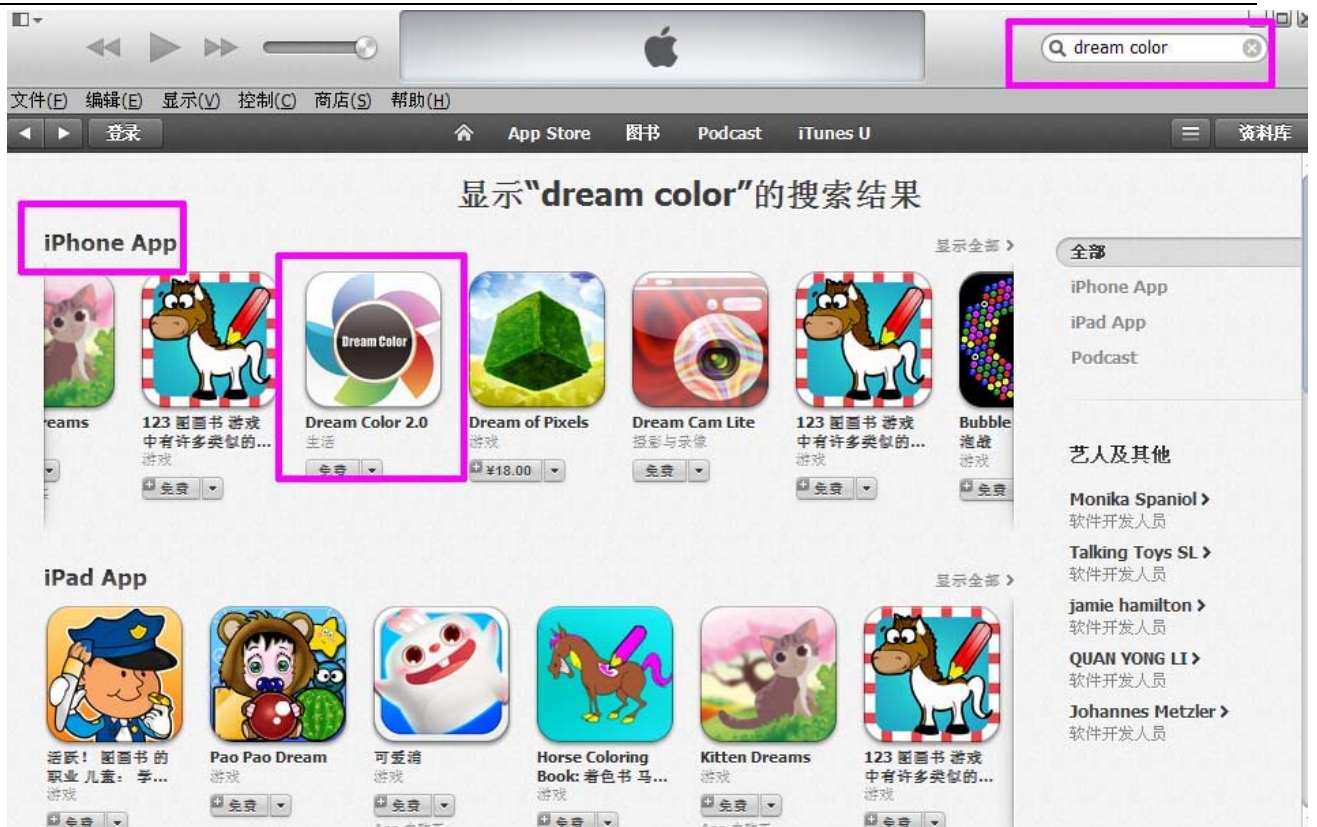 dream color
文件(F) 编辑(E) 显示(V) 控制(C) 商店(S) 帮助(H)
登录 App Store 图书 Podcast iTunes U 资料库
显示“dream color”的搜索结果
iPhone App
显示全部 >
Dream Color
reams
123 图画书 游戏
中有许多类似的...
游戏
免费
Dream Color 2.0
生活
免费
Dream of Pixels
游戏
¥18.00
Dream Cam Lite
摄影与录像
免费
123 图画书 游戏
中有许多类似的...
游戏
免费
Bubble
泡战
游戏
免费
全部
iPhone App
iPad App
Podcast
艺人及其他
Monika Spaniol >
软件开发人员
Talking Toys SL >
软件开发人员
jamie hamilton >
软件开发人员
QUAN YONG LI >
软件开发人员
Johannes Metzler >
软件开发人员
iPad App
显示全部 >
活跃！ 图画书 的
职业 儿童： 学...
游戏
免费
Pao Pao Dream
游戏
免费
可爱消
游戏
免费
Horse Coloring
Book: 着色书 马...
游戏
免费
Kitten Dreams
游戏
免费
123 图画书 游戏
中有许多类似的...
游戏
免费